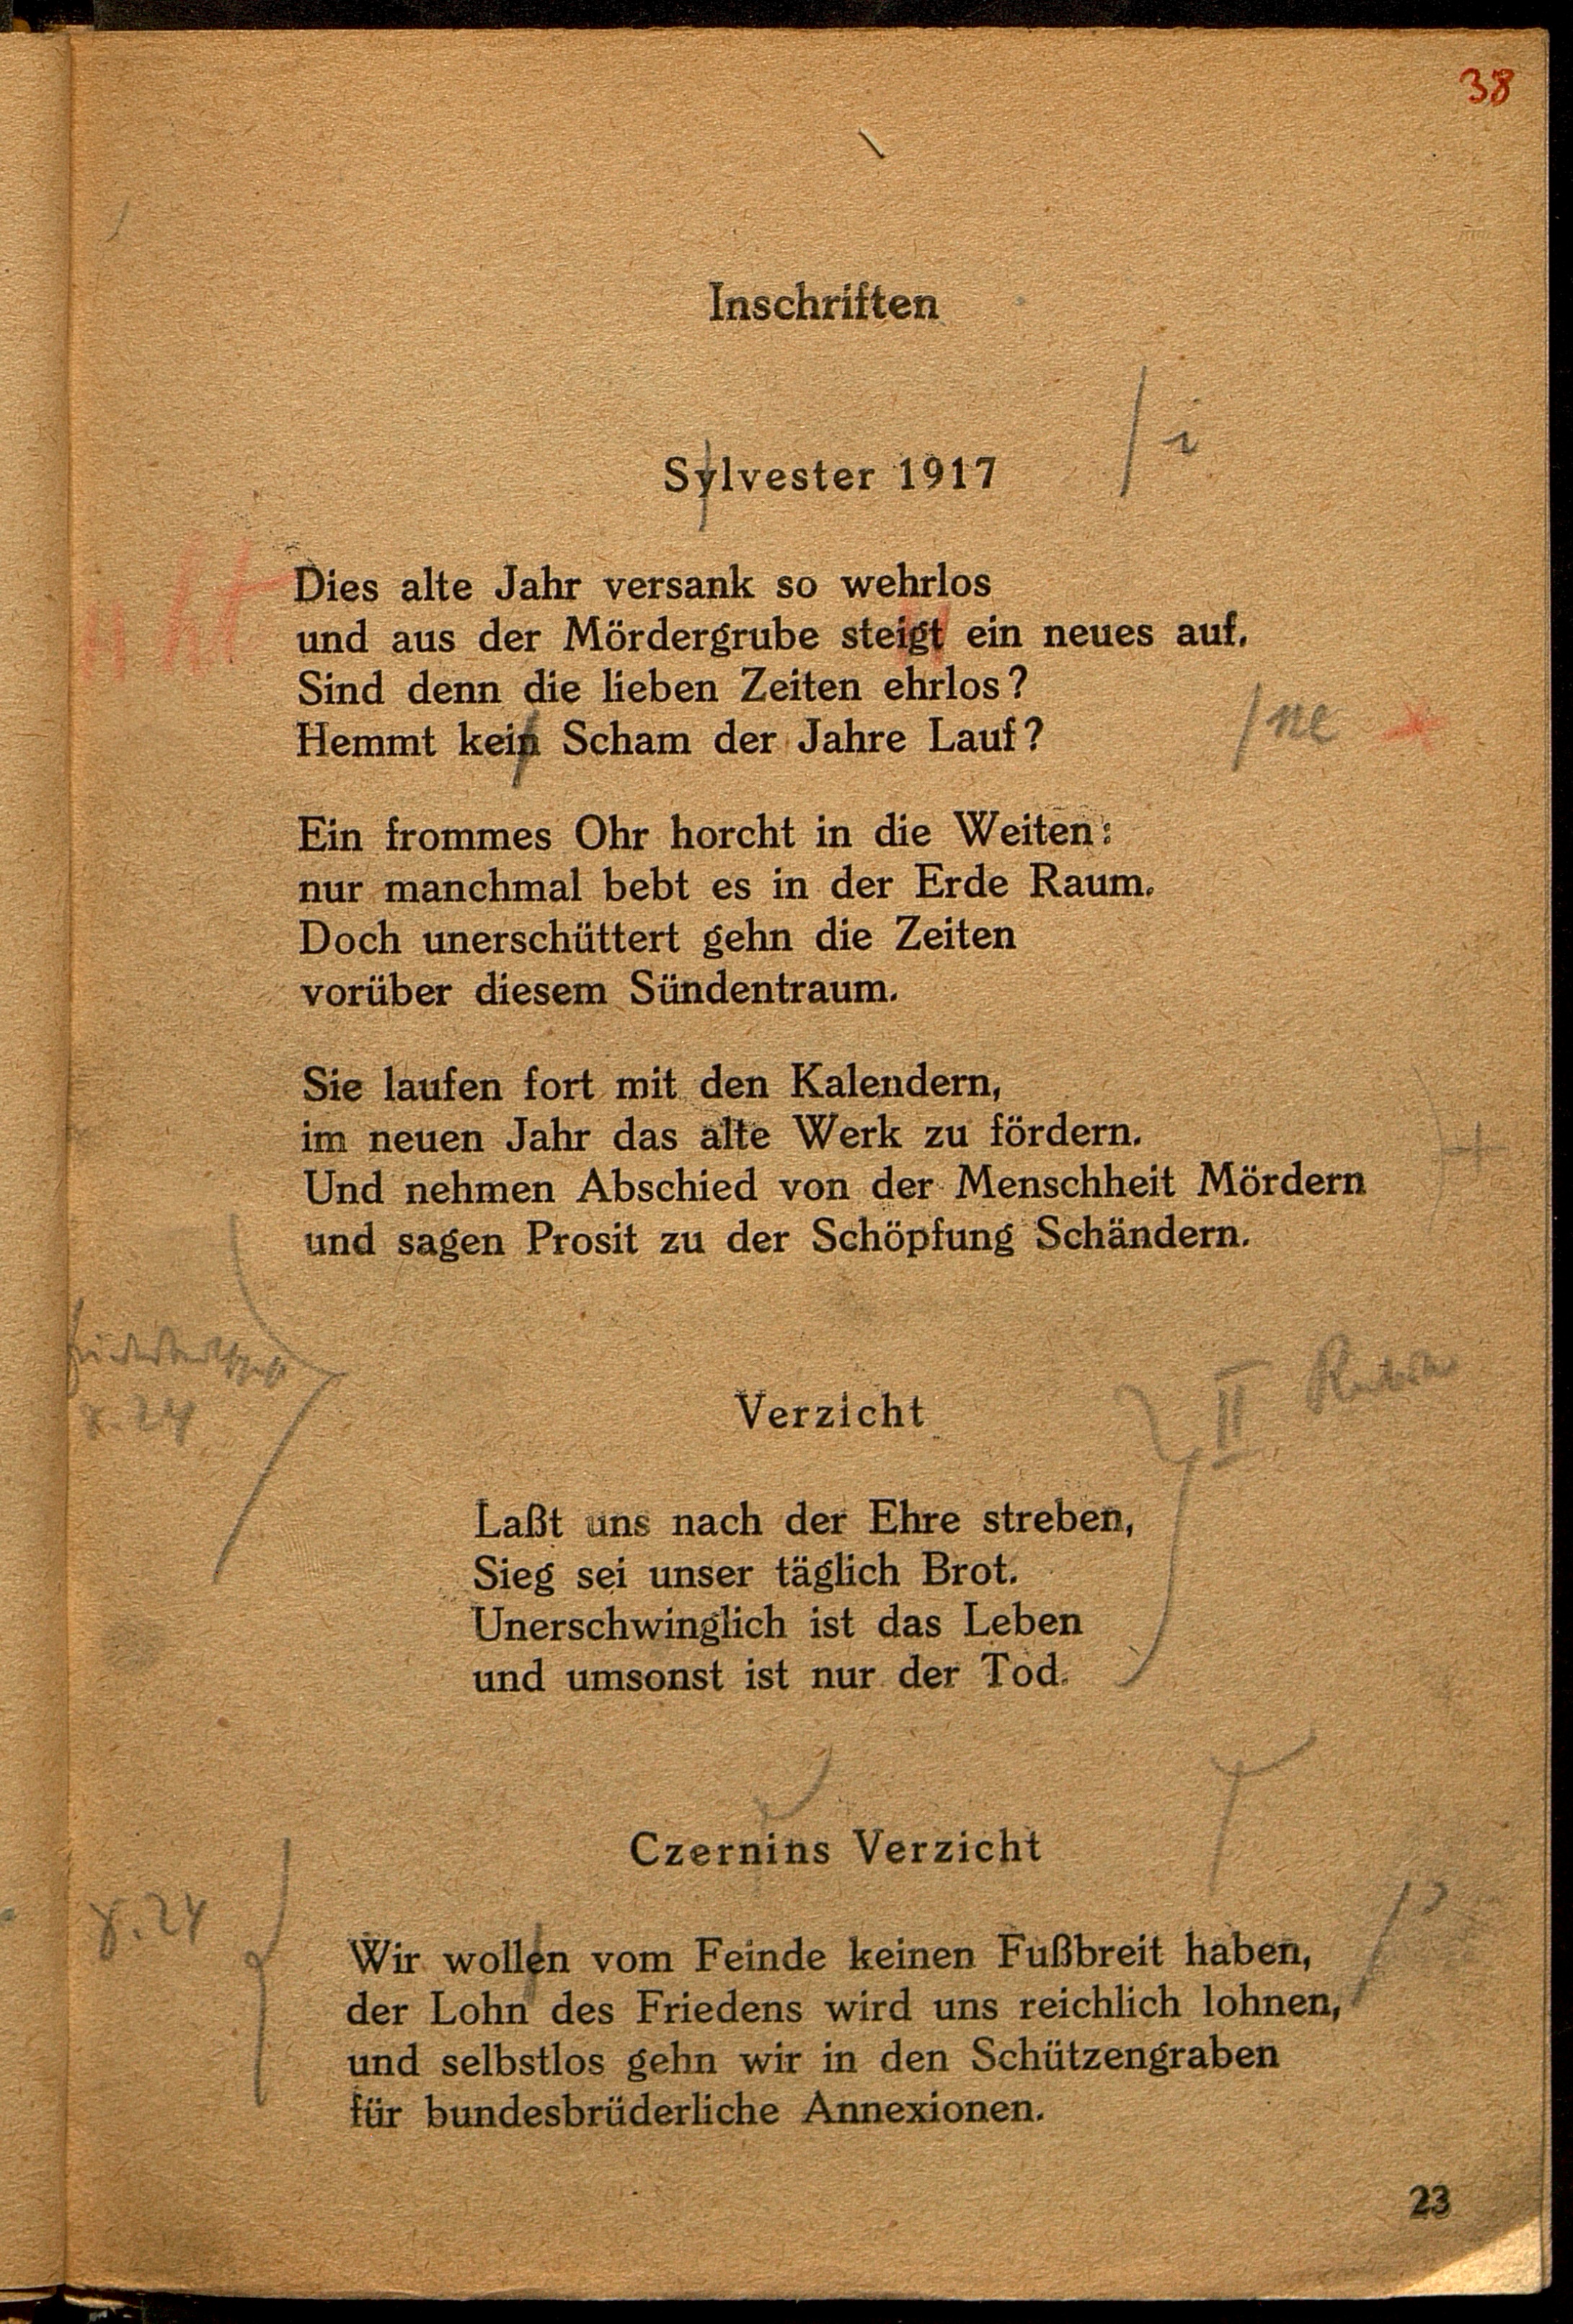 38
Inschriften
Sylvester 1917
/ i
Dies alte Jahr versank so wehrlos
und aus der Mördergrube steigt ein neues auf.
Sind denn die lieben Zeiten ehrlos?
Hemmt kein Scham der Jahre Lauf?
/ne
Ein frommes Ohr horcht in die Weiten:
nur manchmal bebt es in der Erde Raum.
Doch unerschüttert gehn die Zeiten
vorüber diesem Sündentraum.
Sie laufen fort mit den Kalendern,
im neuen Jahr das alte Werk zu fördern.
Und nehmen Abschied von der Menschheit Mördern
und sagen Prosit zu der Schöpfung Schändern.
Verzicht
II
Laßt uns nach der Ehre streben,
Sieg sei unser täglich Brot.
Unerschwinglich ist das Leben
und umsonst ist nur der Tod.
Czernins Verzicht
Wir wollen vom Feinde keinen Fußbreit haben,
der Lohn des Friedens wird uns reichlich lohnen,
und selbstlos gehn wir in den Schützengraben
für bundesbrüderliche Annexionen.
23